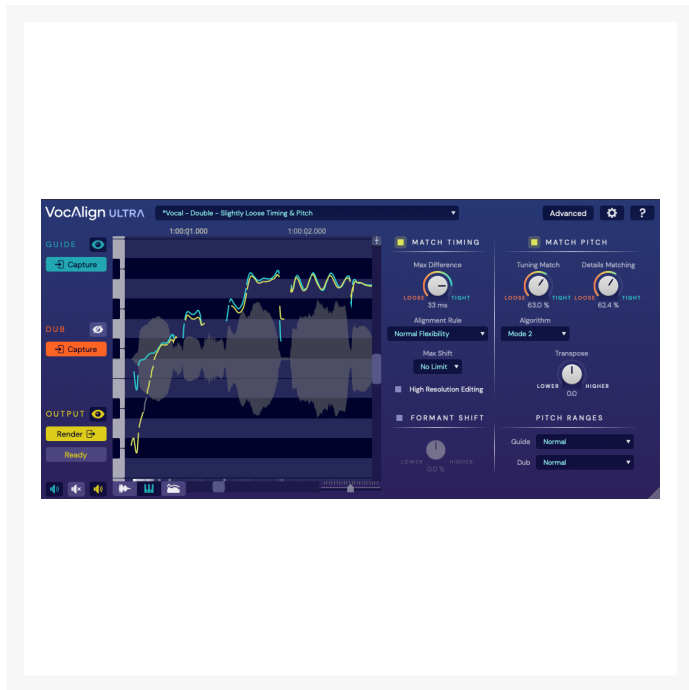 VocAlign ULTRA
*Vocal - Double - Slightly Loose Timing & Pitch
Advanced
?
1:00:01.000 1:00:02.000
GUIDE
Capture
DUB
Capture
OUTPUT
Render
Ready
MATCH TIMING
Max Difference
LOOSE TIGHT
33 ms
Alignment Rule
Normal Flexibility
Max Shift
No Limit
High Resolution Editing
FORMANT SHIFT
LOWER HIGHER
0.0 %
MATCH PITCH
Tuning Match Details Matching
LOOSE TIGHT LOOSE TIGHT
63.0 % 62.4 %
Algorithm
Mode 2
Transpose
LOWER HIGHER
0.0
PITCH RANGES
Guide Normal
Dub Normal